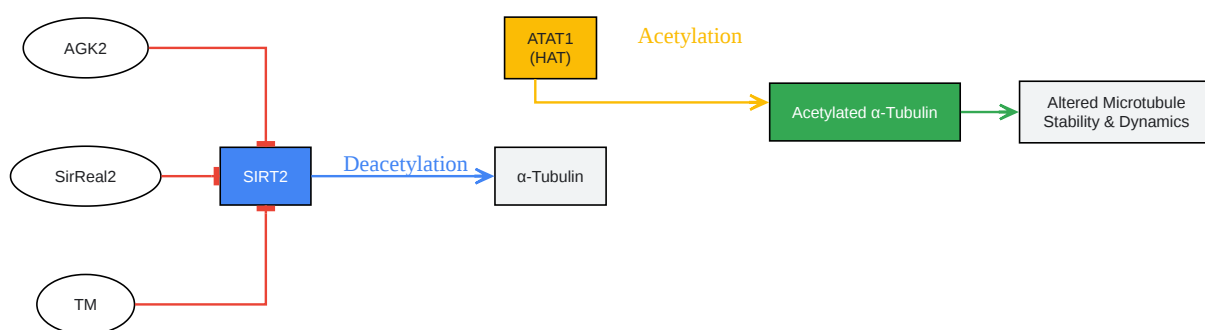 AGK2
ATAT1
(HAT)
Acetylation
Acetylated α-Tubulin
Altered Microtubule
Stability & Dynamics
SirReal2
SIRT2
Deacetylation
α-Tubulin
TM